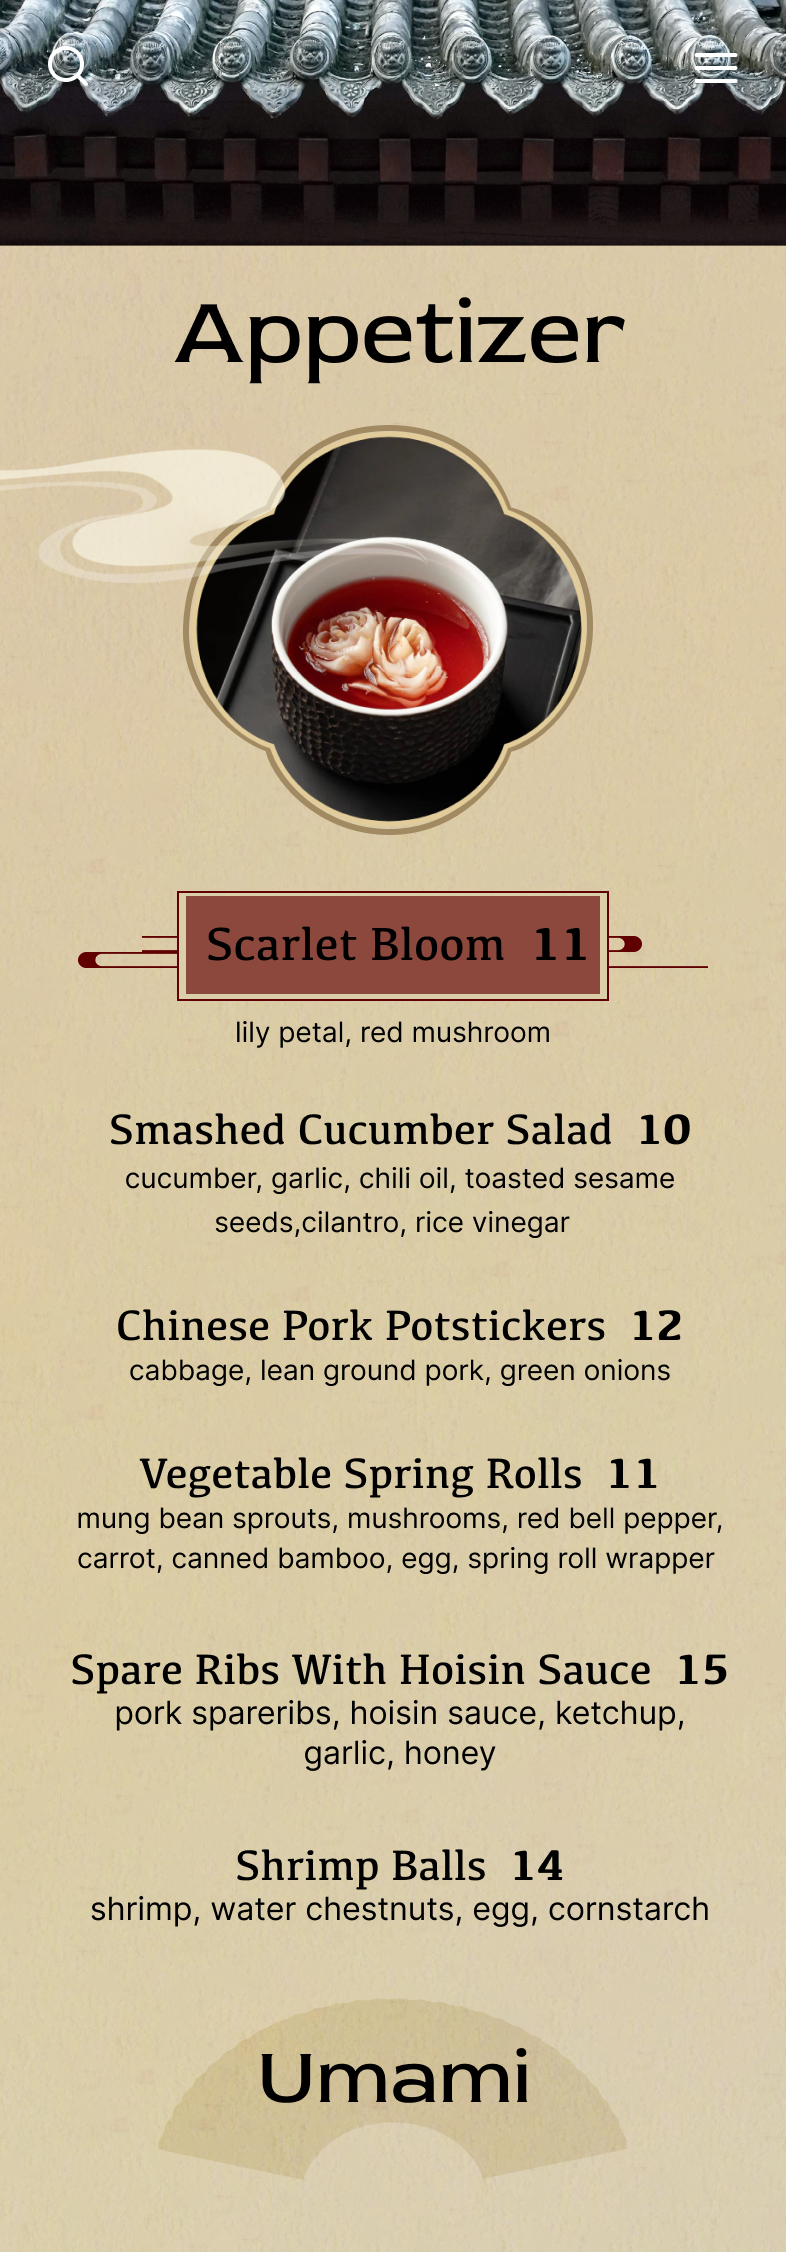 Appetizer
Scarlet Bloom 11
lily petal, red mushroom
Smashed Cucumber Salad 10
cucumber, garlic, chili oil, toasted sesame
seeds,cilantro, rice vinegar
Chinese Pork Potstickers 12
cabbage, lean ground pork, green onions
Vegetable Spring Rolls 11
mung bean sprouts, mushrooms, red bell pepper,
carrot, canned bamboo, egg, spring roll wrapper
Spare Ribs With Hoisin Sauce 15
pork spareribs, hoisin sauce, ketchup,
garlic, honey
Shrimp Balls 14
shrimp, water chestnuts, egg, cornstarch
Umami